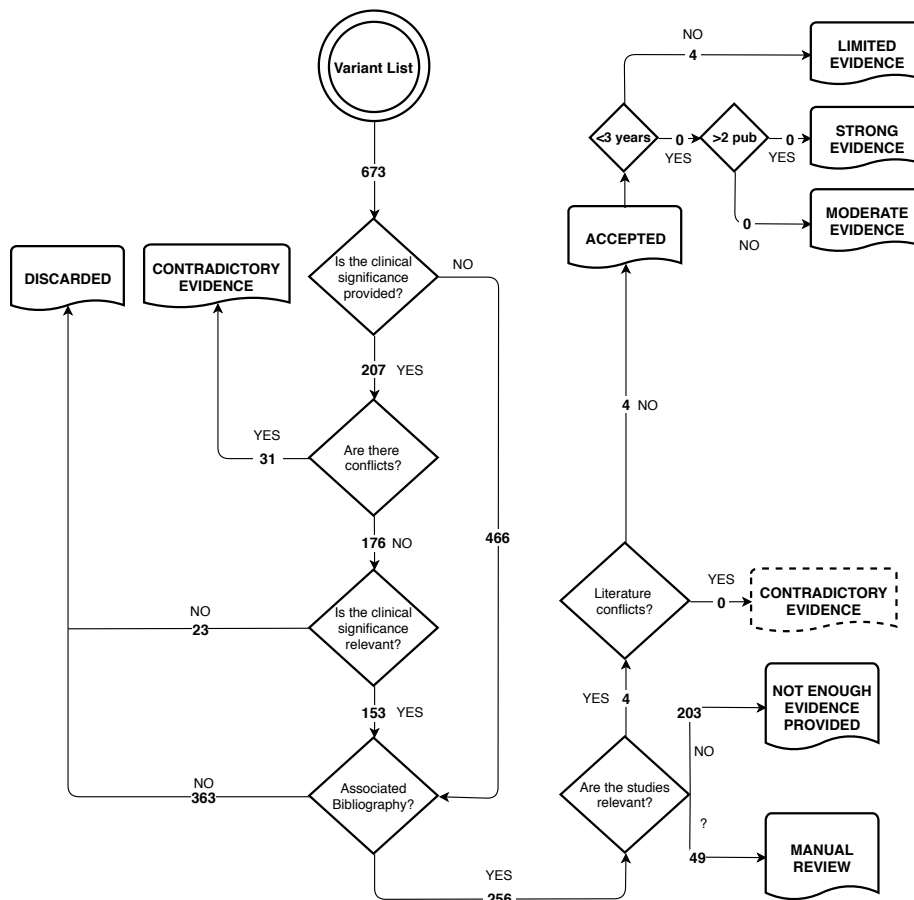 Variant List
673
Is the clinical
significance
provided?
NO
207 YES
DISCARDED
CONTRADICTORY
EVIDENCE
Are there
conflicts?
YES
31
176 NO
466
Is the clinical
significance
relevant?
NO
23
153 YES
Associated
Bibliography?
NO
363
YES
256
Are the studies
relevant?
YES 4
203
NO
NOT ENOUGH
EVIDENCE
PROVIDED
?
49
MANUAL
REVIEW
Literature
conflicts?
YES
0
CONTRADICTORY
EVIDENCE
4 NO
ACCEPTED
<3 years
NO
4
LIMITED
EVIDENCE
0
YES
>2 pub
0
YES
STRONG
EVIDENCE
0
NO
MODERATE
EVIDENCE